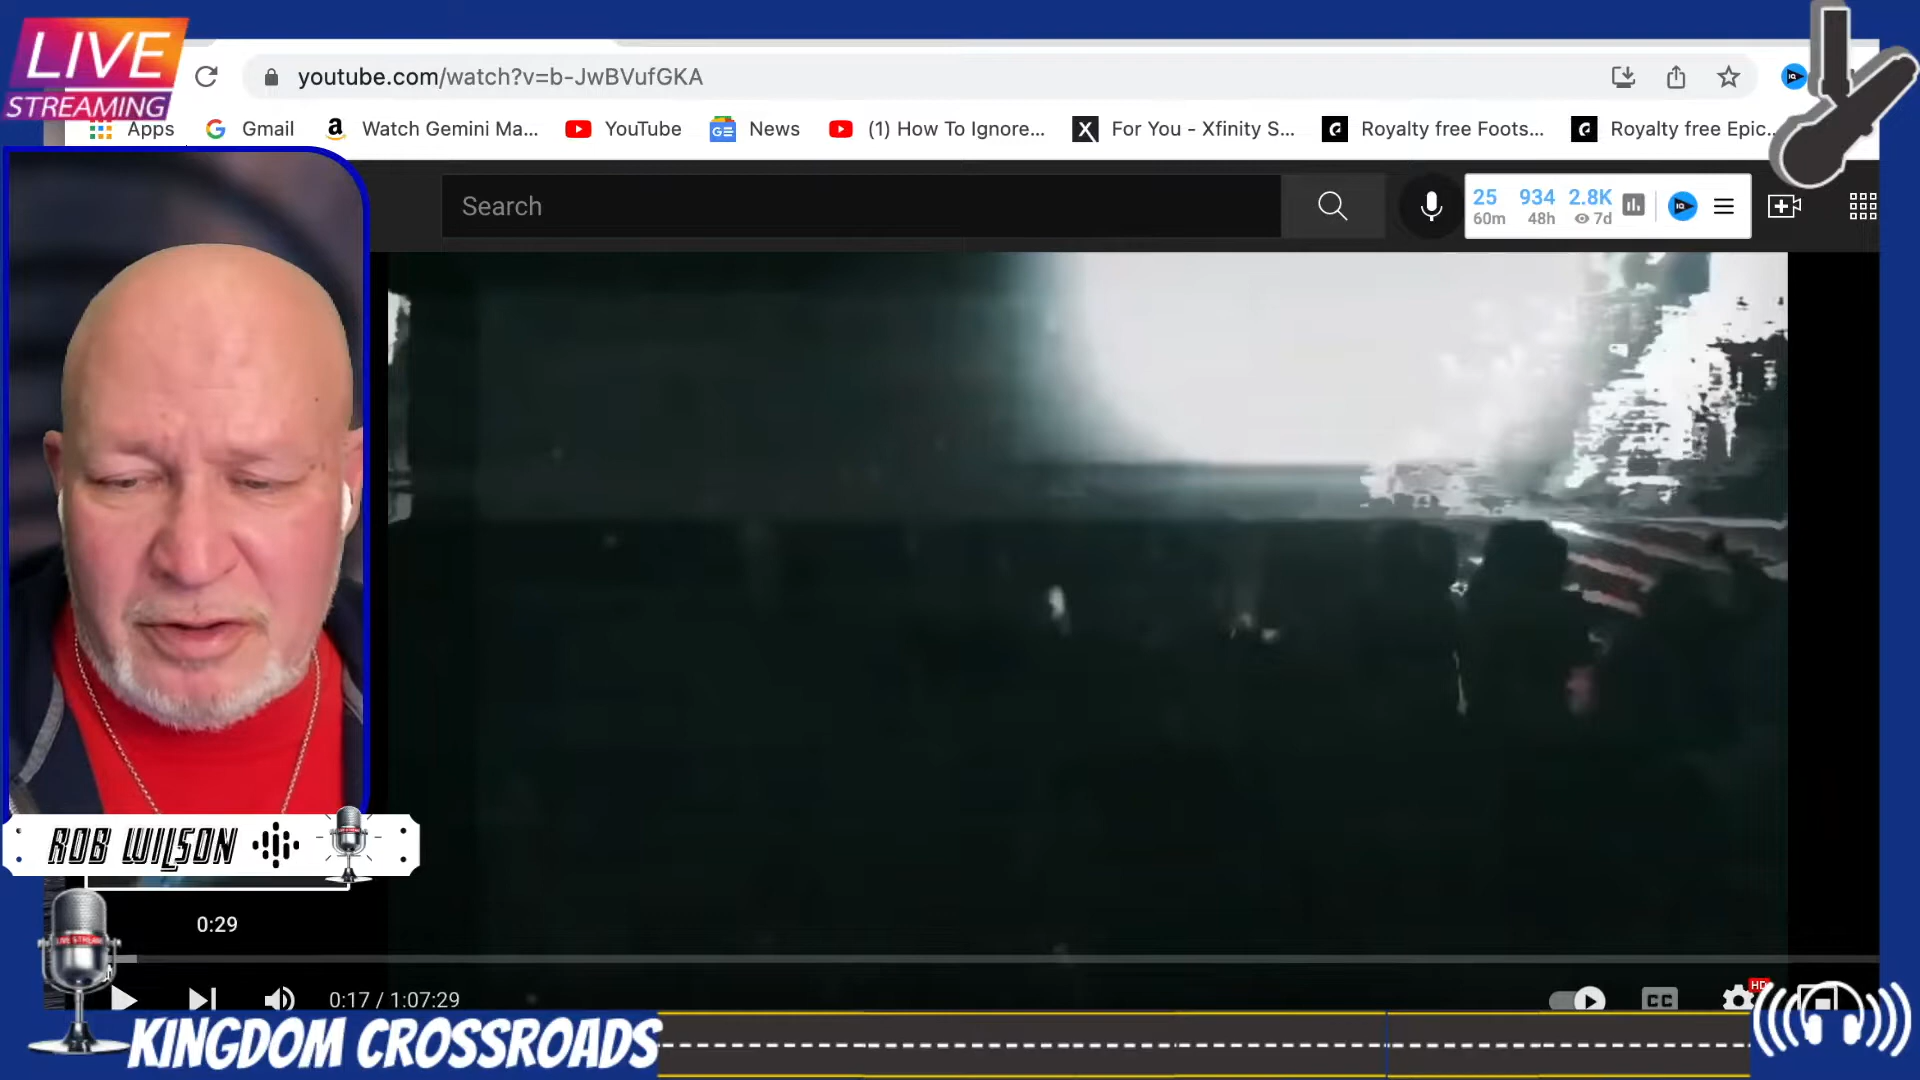 LIVE
STREAMING
youtube.com/watch?v=b-JwBVufGKA
Apps Gmail Watch Gemini Ma... YouTube News (1) How To Ignore... For You - Xfinity S... Royalty free Foots... Royalty free Epic...
Search
25 934 2.8K
60m 48h 7d
ROB WILSON
0:29
0:17 / 1:07:29
CC
HD
KINGDOM CROSSROADS